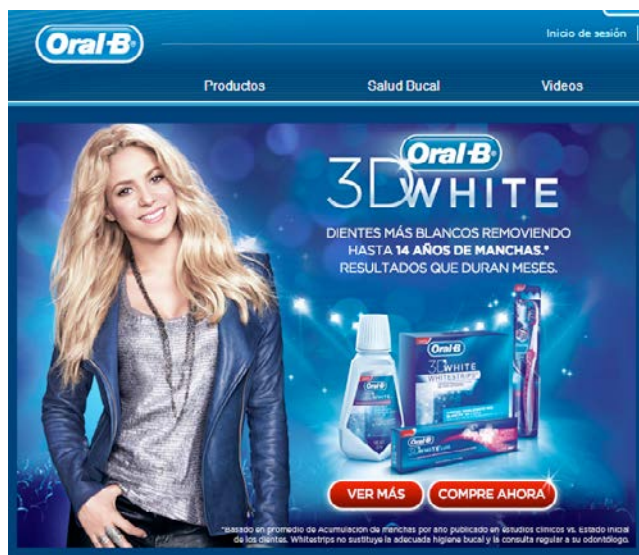 Oral-B
Inicio de sesión
Productos
Salud Bucal
Videos
Oral-B
3D WHITE
DIENTES MÁS BLANCOS REMOVIENDO
HASTA 14 AÑOS DE MANCHAS.*
RESULTADOS QUE DURAN MESES.
Oral-B
3D WHITE
WHITESTRIPS
Oral-B
Oral-B
3D WHITE
VER MÁS
COMPRE AHORA
*Basado en promedio de Acumulación de manchas por año publicado en estudios clínicos vs. Estado inicial
de los dientes. Whitestrips no sustituye la adecuada higiene bucal y la consulta regular a su odontólogo.